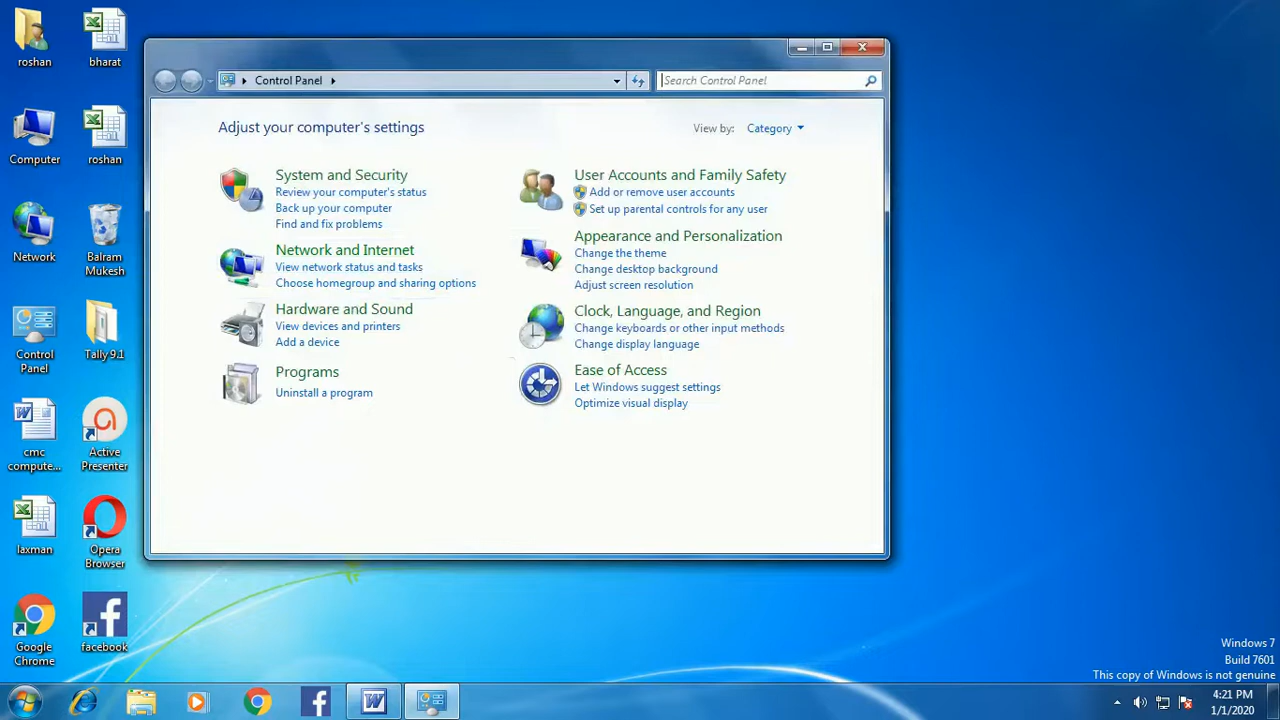 roshan
bharat
Computer
roshan
Network
Balram
Mukesh
Control
Panel
Tally 9.1
cmc
compute...
Active
Presenter
laxman
Opera
Browser
Google
Chrome
facebook
Control Panel
Search Control Panel
Adjust your computer's settings
View by: Category
System and Security
Review your computer's status
Back up your computer
Find and fix problems
Network and Internet
View network status and tasks
Choose homegroup and sharing options
Hardware and Sound
View devices and printers
Add a device
Programs
Uninstall a program
User Accounts and Family Safety
Add or remove user accounts
Set up parental controls for any user
Appearance and Personalization
Change the theme
Change desktop background
Adjust screen resolution
Clock, Language, and Region
Change keyboards or other input methods
Change display language
Ease of Access
Let Windows suggest settings
Optimize visual display
Windows 7
Build 7601
This copy of Windows is not genuine
4:21 PM
1/1/2020